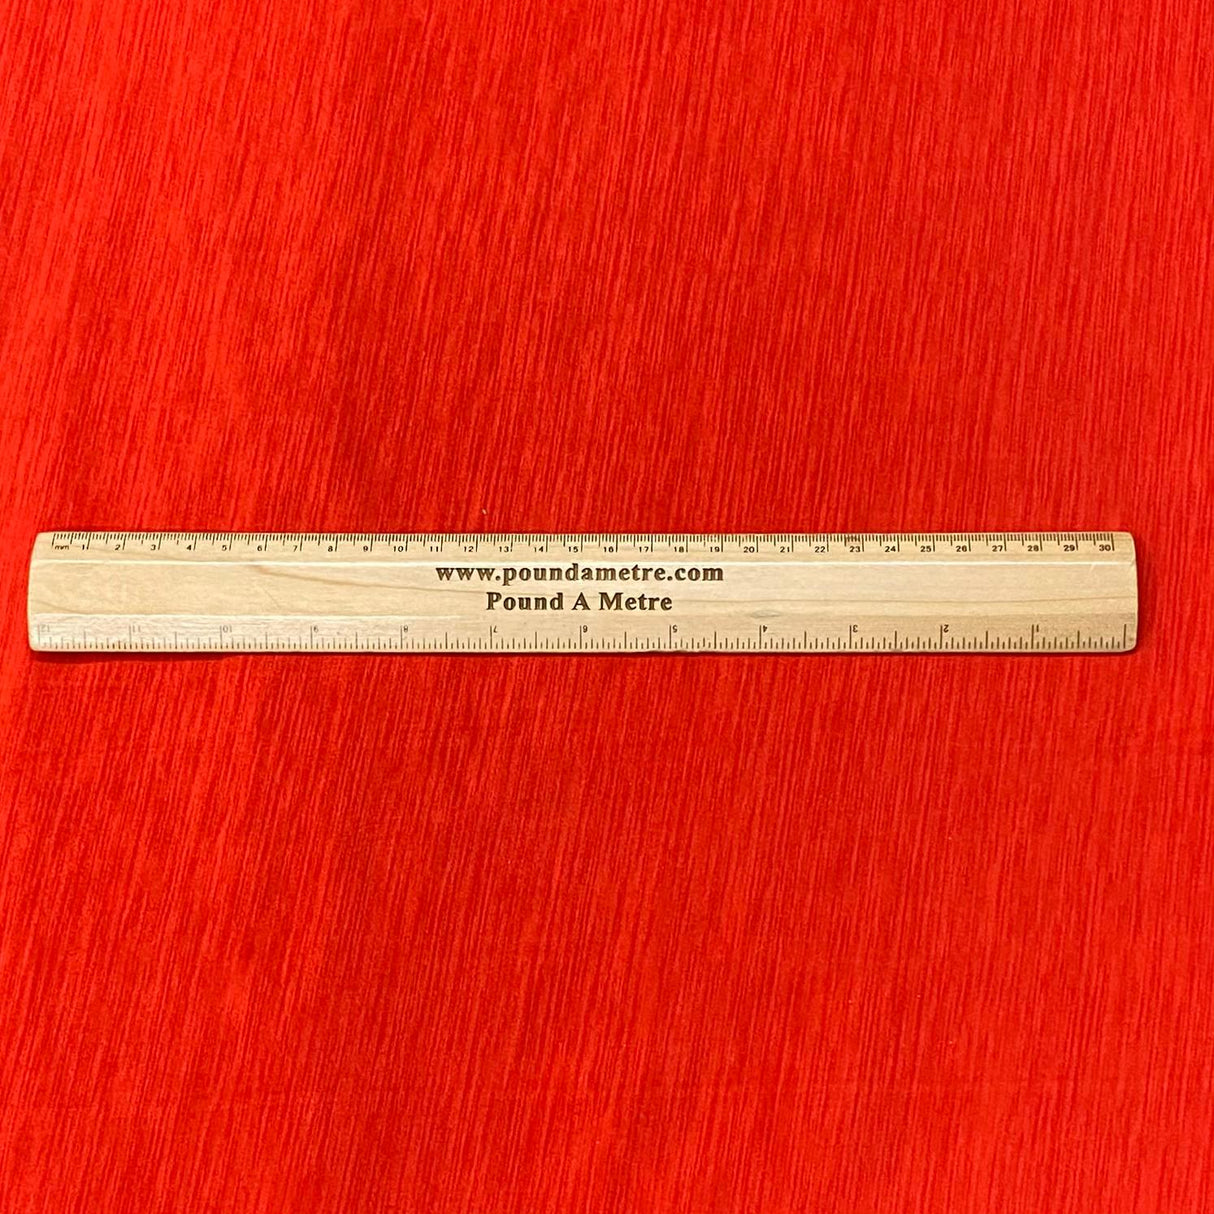 mm 1 2 3 4 5 6 7 8 9 10 11 12 13 14 15 16 17 18 19 20 21 22 23 24 25 26 27 28 29 30
www.poundametre.com
Pound A Metre
12 11 10 9 8 7 6 5 4 3 2 1